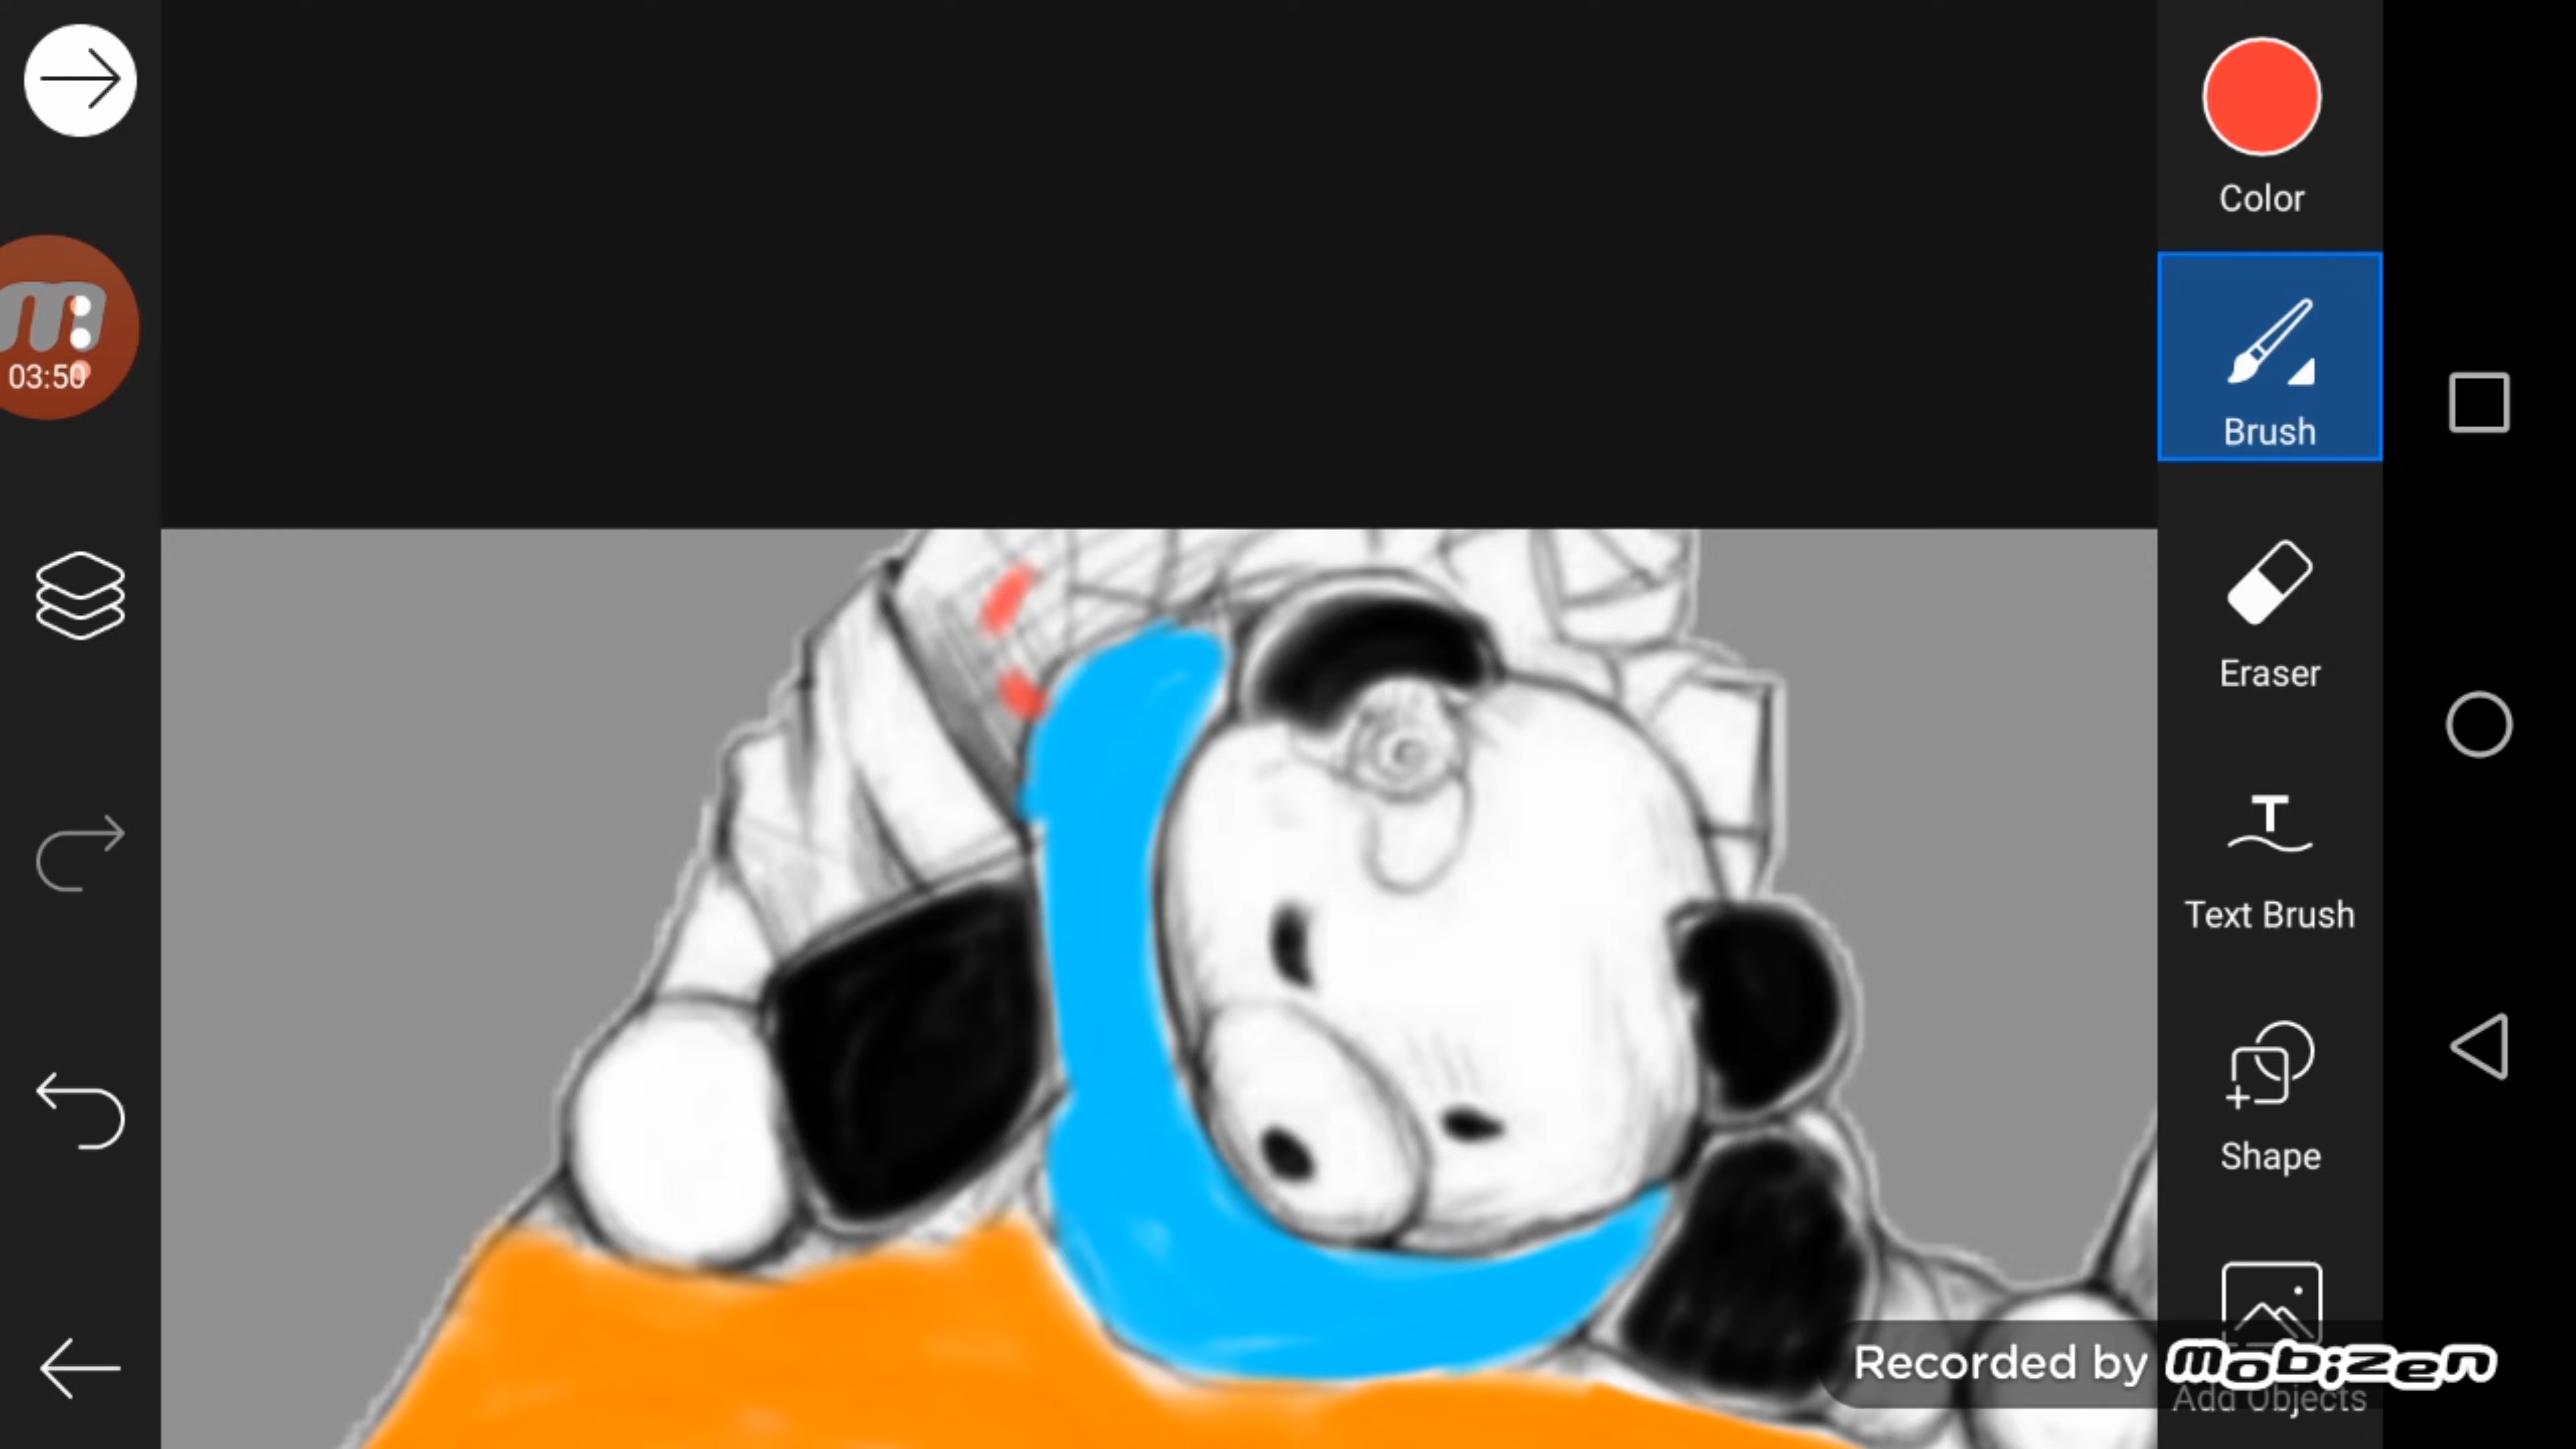 Color
03:50
Brush
Eraser
Text Brush
Shape
Recorded by mobizen
Add Objects